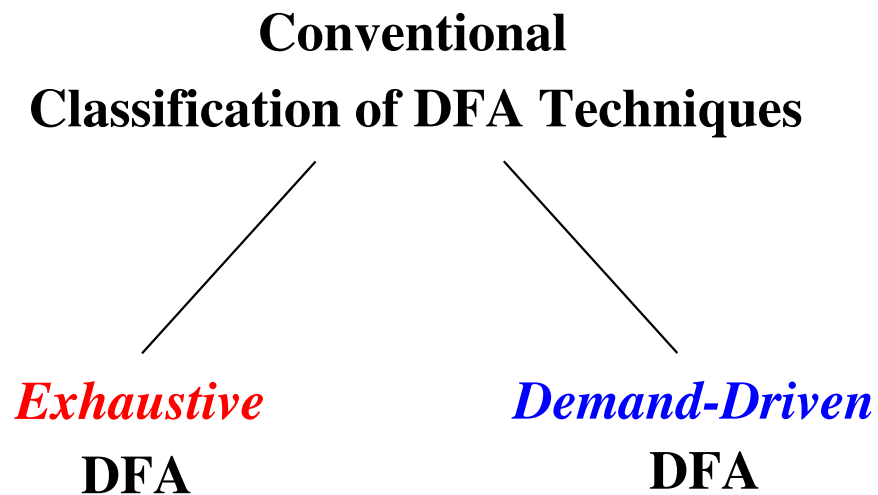 Conventional
Classification of DFA Techniques
Exhaustive
DFA
Demand-Driven
DFA